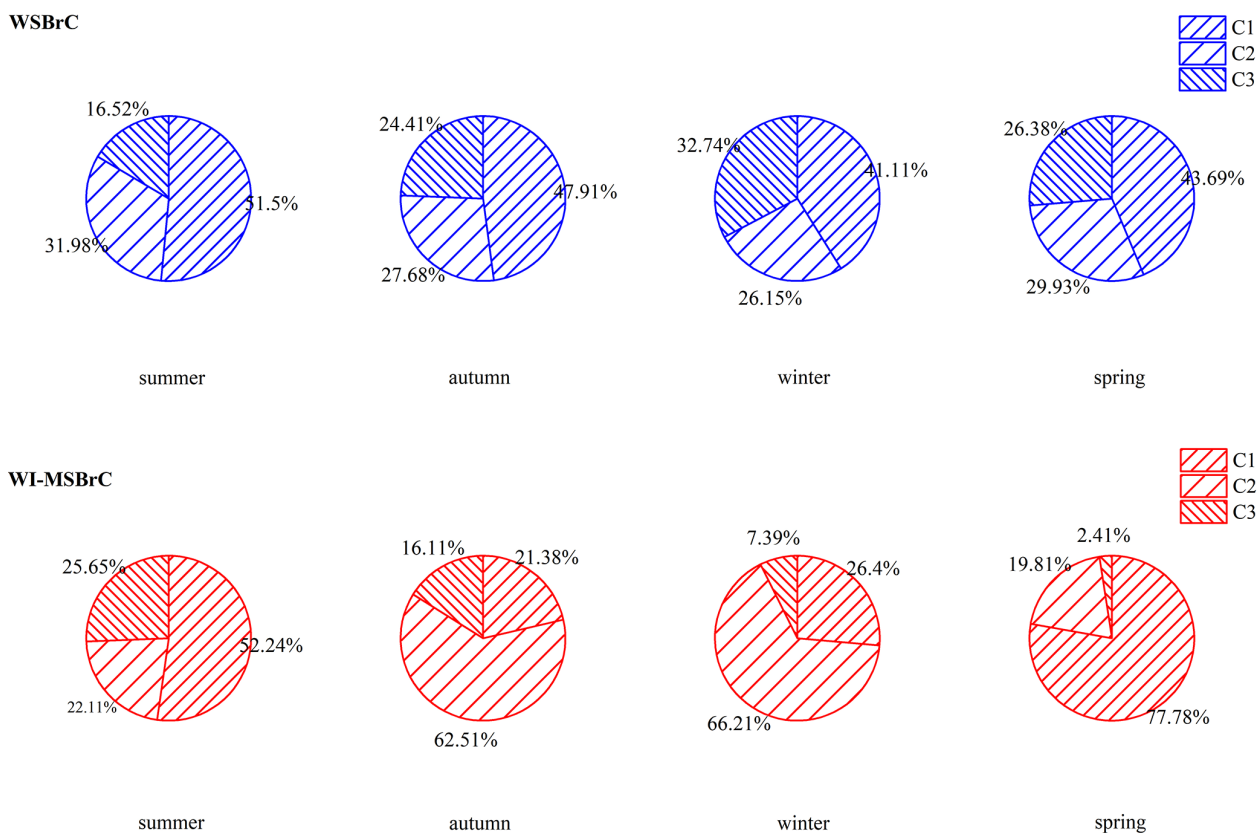 WSBrC
C1
C2
C3
16.52%
51.5%
31.98%
24.41%
47.91%
27.68%
32.74%
41.11%
26.15%
26.38%
43.69%
29.93%
summer
autumn
winter
spring
WI-MSBrC
C1
C2
C3
25.65%
52.24%
22.11%
16.11%
21.38%
62.51%
7.39%
26.4%
66.21%
2.41%
19.81%
77.78%
summer
autumn
winter
spring